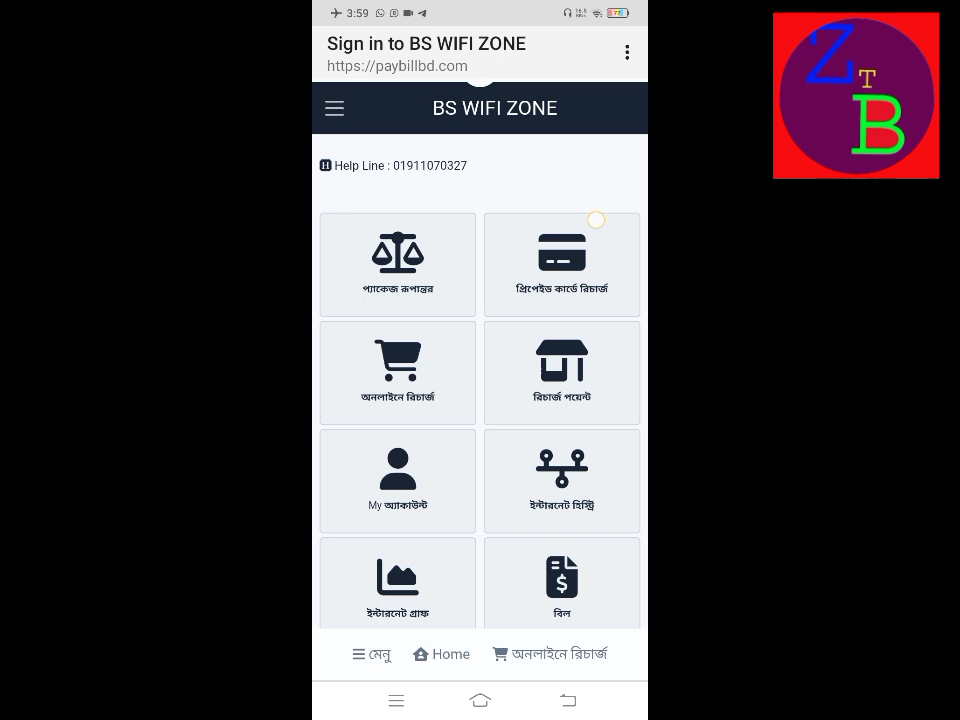 3:59
Sign in to BS WIFI ZONE
https://paybillbd.com
BS WIFI ZONE
H Help Line : 01911070327
প্যাকেজ রূপান্তর
প্রিপেইড কার্ডে রিচার্জ
অনলাইনে রিচার্জ
রিচার্জ পয়েন্ট
My অ্যাকাউন্ট
ইন্টারনেট হিস্ট্রি
ইন্টারনেট গ্রাফ
বিল
মেনু
Home
অনলাইনে রিচার্জ
Z T B